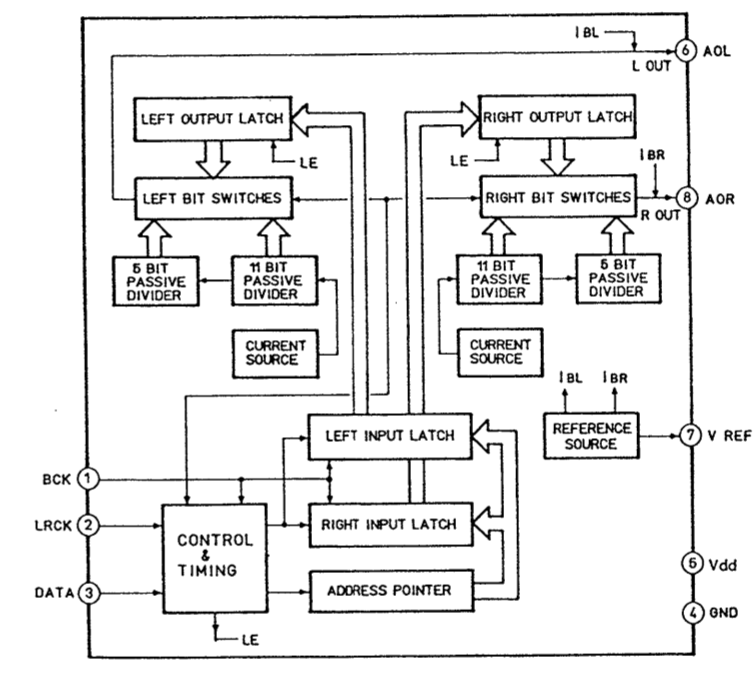 IBL
6 AOL
L OUT
LEFT OUTPUT LATCH
RIGHT OUTPUT LATCH
LE
LE
IBR
LEFT BIT SWITCHES
RIGHT BIT SWITCHES
8 AOR
R OUT
5 BIT
PASSIVE
DIVIDER
11 BIT
PASSIVE
DIVIDER
11 BIT
PASSIVE
DIVIDER
5 BIT
PASSIVE
DIVIDER
CURRENT
SOURCE
CURRENT
SOURCE
IBL
IBR
LEFT INPUT LATCH
REFERENCE
SOURCE
7 V REF
BCK 1
LRCK 2
RIGHT INPUT LATCH
CONTROL
&
TIMING
5 Vdd
DATA 3
ADDRESS POINTER
4 GND
LE